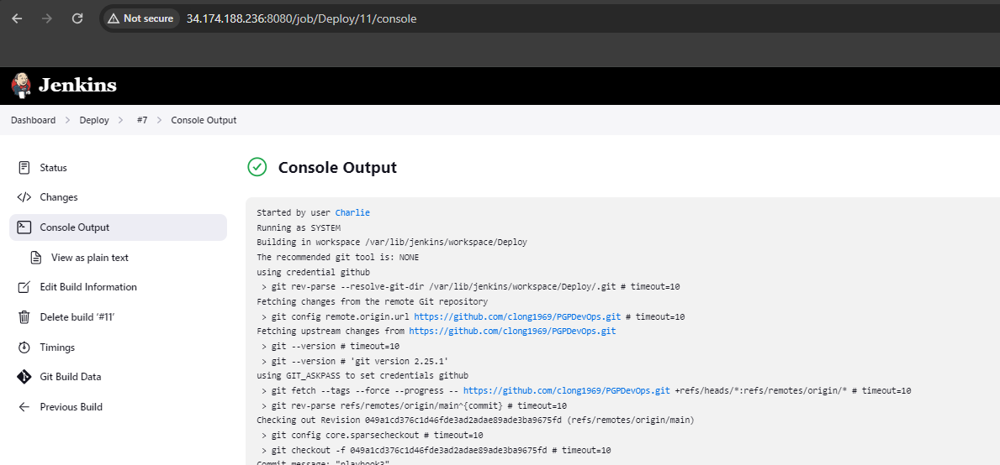 Not secure 34.174.188.236:8080/job/Deploy/11/console
Jenkins
Dashboard > Deploy > #7 > Console Output
Status
Changes
Console Output
View as plain text
Edit Build Information
Delete build ‘#11’
Timings
Git Build Data
Previous Build
Console Output
Started by user Charlie
Running as SYSTEM
Building in workspace /var/lib/jenkins/workspace/Deploy
The recommended git tool is: NONE
using credential github
> git rev-parse --resolve-git-dir /var/lib/jenkins/workspace/Deploy/.git # timeout=10
Fetching changes from the remote Git repository
> git config remote.origin.url https://github.com/clong1969/PGPDevOps.git # timeout=10
Fetching upstream changes from https://github.com/clong1969/PGPDevOps.git
> git --version # timeout=10
> git --version # 'git version 2.25.1'
using GIT_ASKPASS to set credentials github
> git fetch --tags --force --progress -- https://github.com/clong1969/PGPDevOps.git +refs/heads/*:refs/remotes/origin/* # timeout=10
> git rev-parse refs/remotes/origin/main^{commit} # timeout=10
Checking out Revision 049a1cd376c1d46fde3ad2adae89ade3ba9675fd (refs/remotes/origin/main)
> git config core.sparsecheckout # timeout=10
> git checkout -f 049a1cd376c1d46fde3ad2adae89ade3ba9675fd # timeout=10
Commit message: "playbook3"